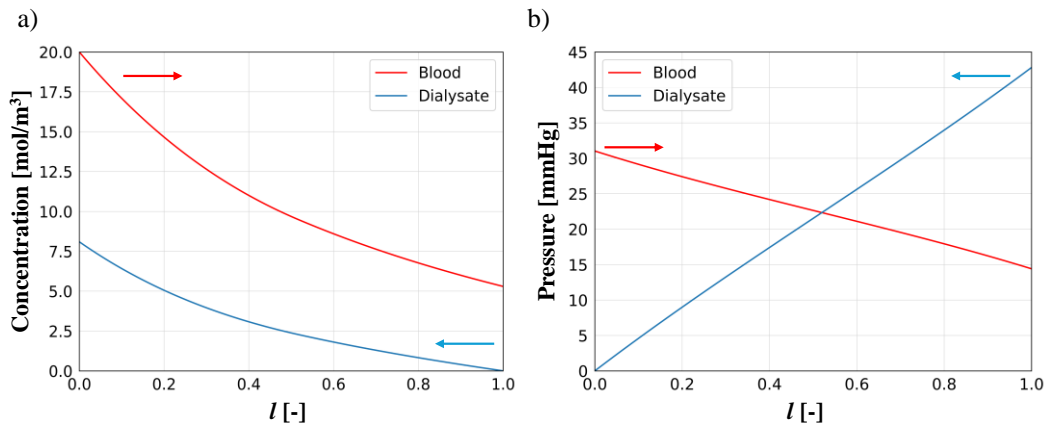 a)
20.0
17.5
15.0
12.5
10.0
7.5
5.0
2.5
0.0
Concentration [mol/m³]
Blood
Dialysate
0.0 0.2 0.4 0.6 0.8 1.0
l [-]
b)
45
40
35
30
25
20
15
10
5
0
Pressure [mmHg]
Blood
Dialysate
0.0 0.2 0.4 0.6 0.8 1.0
l [-]